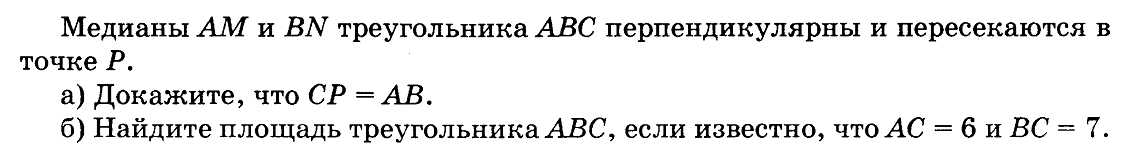 Медианы AM и BN треугольника ABC перпендикулярны и пересекаются в
точке P.
а) Докажите, что CP = AB.
б) Найдите площадь треугольника ABC, если известно, что AC = 6 и BC = 7.